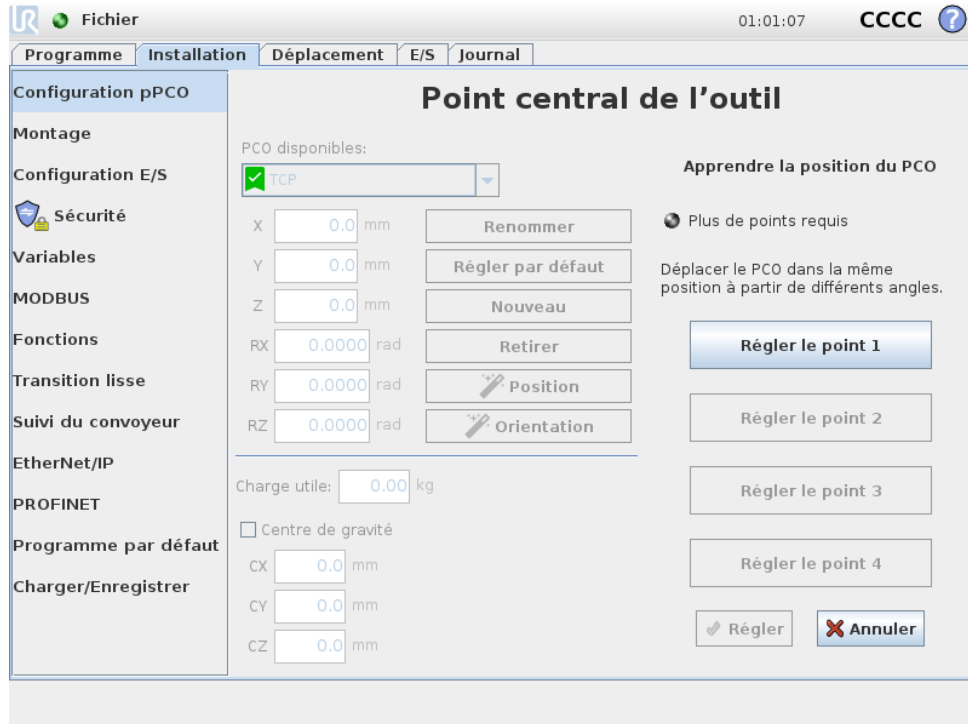 UR Fichier 01:01:07 CCCC ?
Programme Installation Déplacement E/S Journal
Configuration pPCO
Montage
Configuration E/S
Sécurité
Variables
MODBUS
Fonctions
Transition lisse
Suivi du convoyeur
EtherNet/IP
PROFINET
Programme par défaut
Charger/Enregistrer
Point central de l’outil
PCO disponibles:
TCP
X 0.0 mm Renommer
Y 0.0 mm Régler par défaut
Z 0.0 mm Nouveau
RX 0.0000 rad Retirer
RY 0.0000 rad Position
RZ 0.0000 rad Orientation
Charge utile: 0.00 kg
Centre de gravité
CX 0.0 mm
CY 0.0 mm
CZ 0.0 mm
Apprendre la position du PCO
Plus de points requis
Déplacer le PCO dans la même
position à partir de différents angles.
Régler le point 1
Régler le point 2
Régler le point 3
Régler le point 4
Régler Annuler